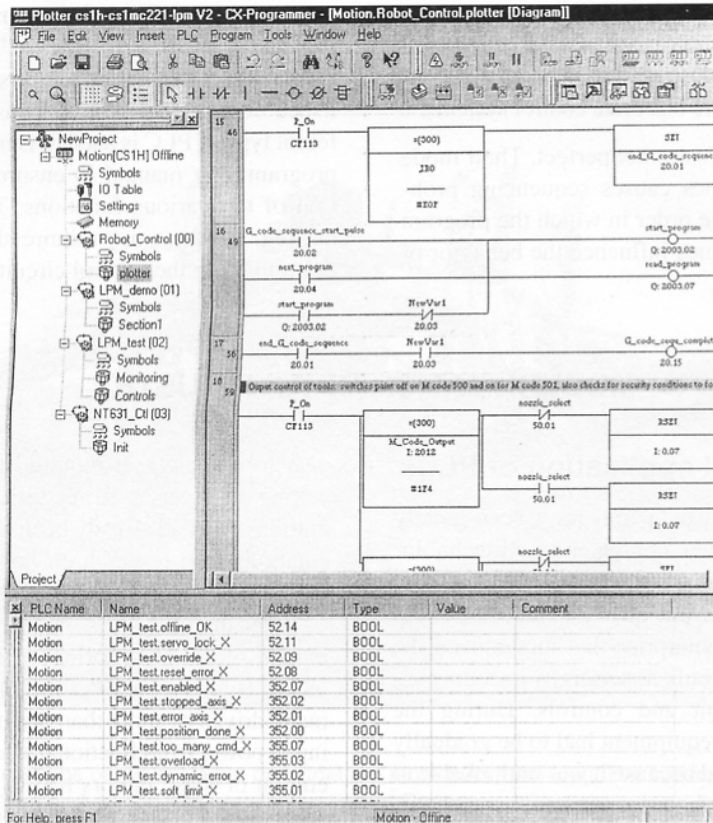 Plotter cs1h-cs1mc221-lpm V2 - CX-Programmer - [Motion.Robot_Control.plotter [Diagram]]
File Edit View Insert PLC Program Tools Window Help
NewProject
Motion[CS1H] Offline
Symbols
IO Table
Settings
Memory
Robot_Control (00)
Symbols
plotter
LPM_demo (01)
Symbols
Section1
LPM_test (02)
Symbols
Monitoring
Controls
NT631_Ctl (03)
Symbols
Init
Project
15
46
P_On
CF113
=(300)
J30
SET
end_G_code_sequence
20.01
16
49
G_code_sequence_start_pulse
20.02
start_program
Q: 2003.02
next_program
20.04
read_program
Q: 2003.07
start_program
Q: 2003.02
NewVar1
20.03
17
56
end_G_code_sequence
20.01
NewVar1
20.03
20.15
18
59
Ouput control of tools: switches paint off on M code 500 and on for M code 501, also checks for security conditions to fo
P_On
CF113
=(300)
M_Code_Output
I: 2012
#1F4
nozzle_select
50.01
RSET
I: 0.07
nozzle_select
50.01
RSET
I: 0.07
=(300)
nozzle_select
SET
PLC Name Name Address Type Value Comment
Motion LPM_test.offline_OK 52.14 BOOL
Motion LPM_test.servo_lock_X 52.11 BOOL
Motion LPM_test.override_X 52.09 BOOL
Motion LPM_test.reset_error_X 52.08 BOOL
Motion LPM_test.enabled_X 352.07 BOOL
Motion LPM_test.stopped_axis_X 352.02 BOOL
Motion LPM_test.error_axis_X 352.01 BOOL
Motion LPM_test.position_done_X 352.00 BOOL
Motion LPM_test.too_many_cmd_X 355.07 BOOL
Motion LPM_test.overload_X 355.03 BOOL
Motion LPM_test.dynamic_error_X 355.02 BOOL
Motion LPM_test.soft_limit_X 355.01 BOOL
For Help, press F1
Motion - Offline